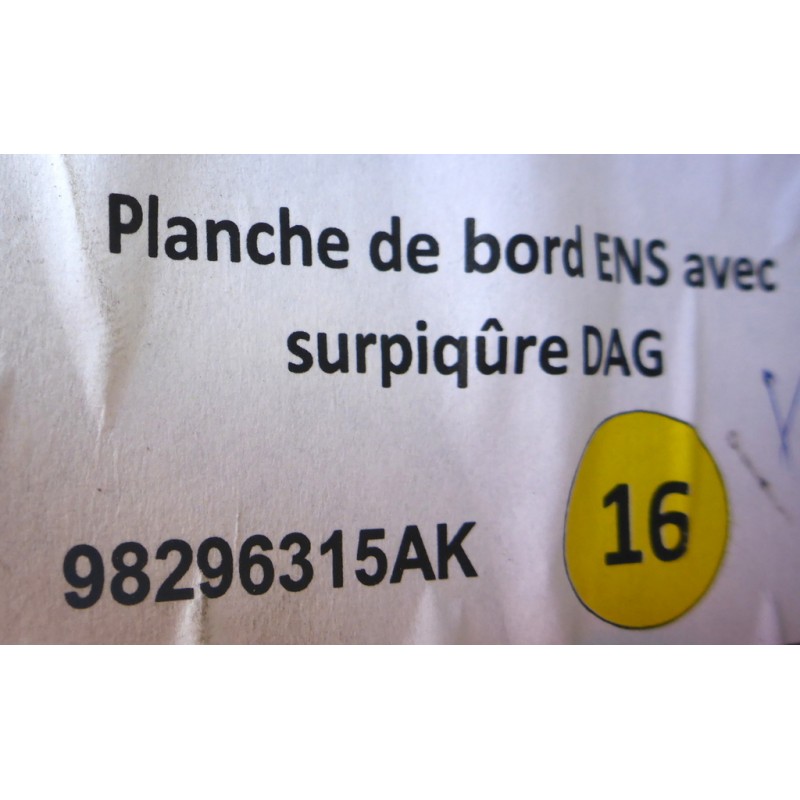 Planche de bord ENS avec
surpiqûre DAG
16
98296315AK